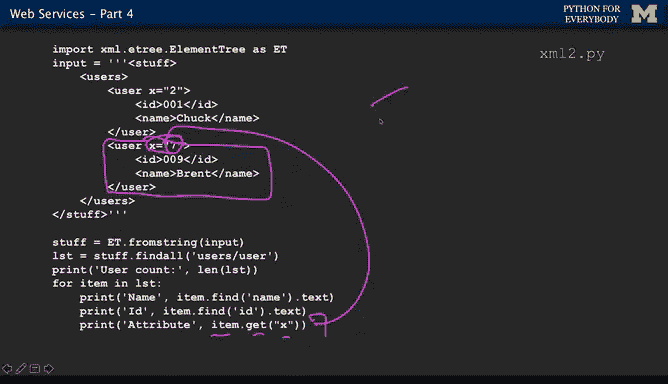 Web Services – Part 4
PYTHON FOR
EVERYBODY
M
import xml.etree.ElementTree as ET
xml2.py
input = '''<stuff>
    <users>
        <user x="2">
            <id>001</id>
            <name>Chuck</name>
        </user>
        <user x="7">
            <id>009</id>
            <name>Brent</name>
        </user>
    </users>
</stuff>'''
stuff = ET.fromstring(input)
lst = stuff.findall('users/user')
print('User count:', len(lst))
for item in lst:
    print('Name', item.find('name').text)
    print('Id', item.find('id').text)
    print('Attribute', item.get("x"))
7